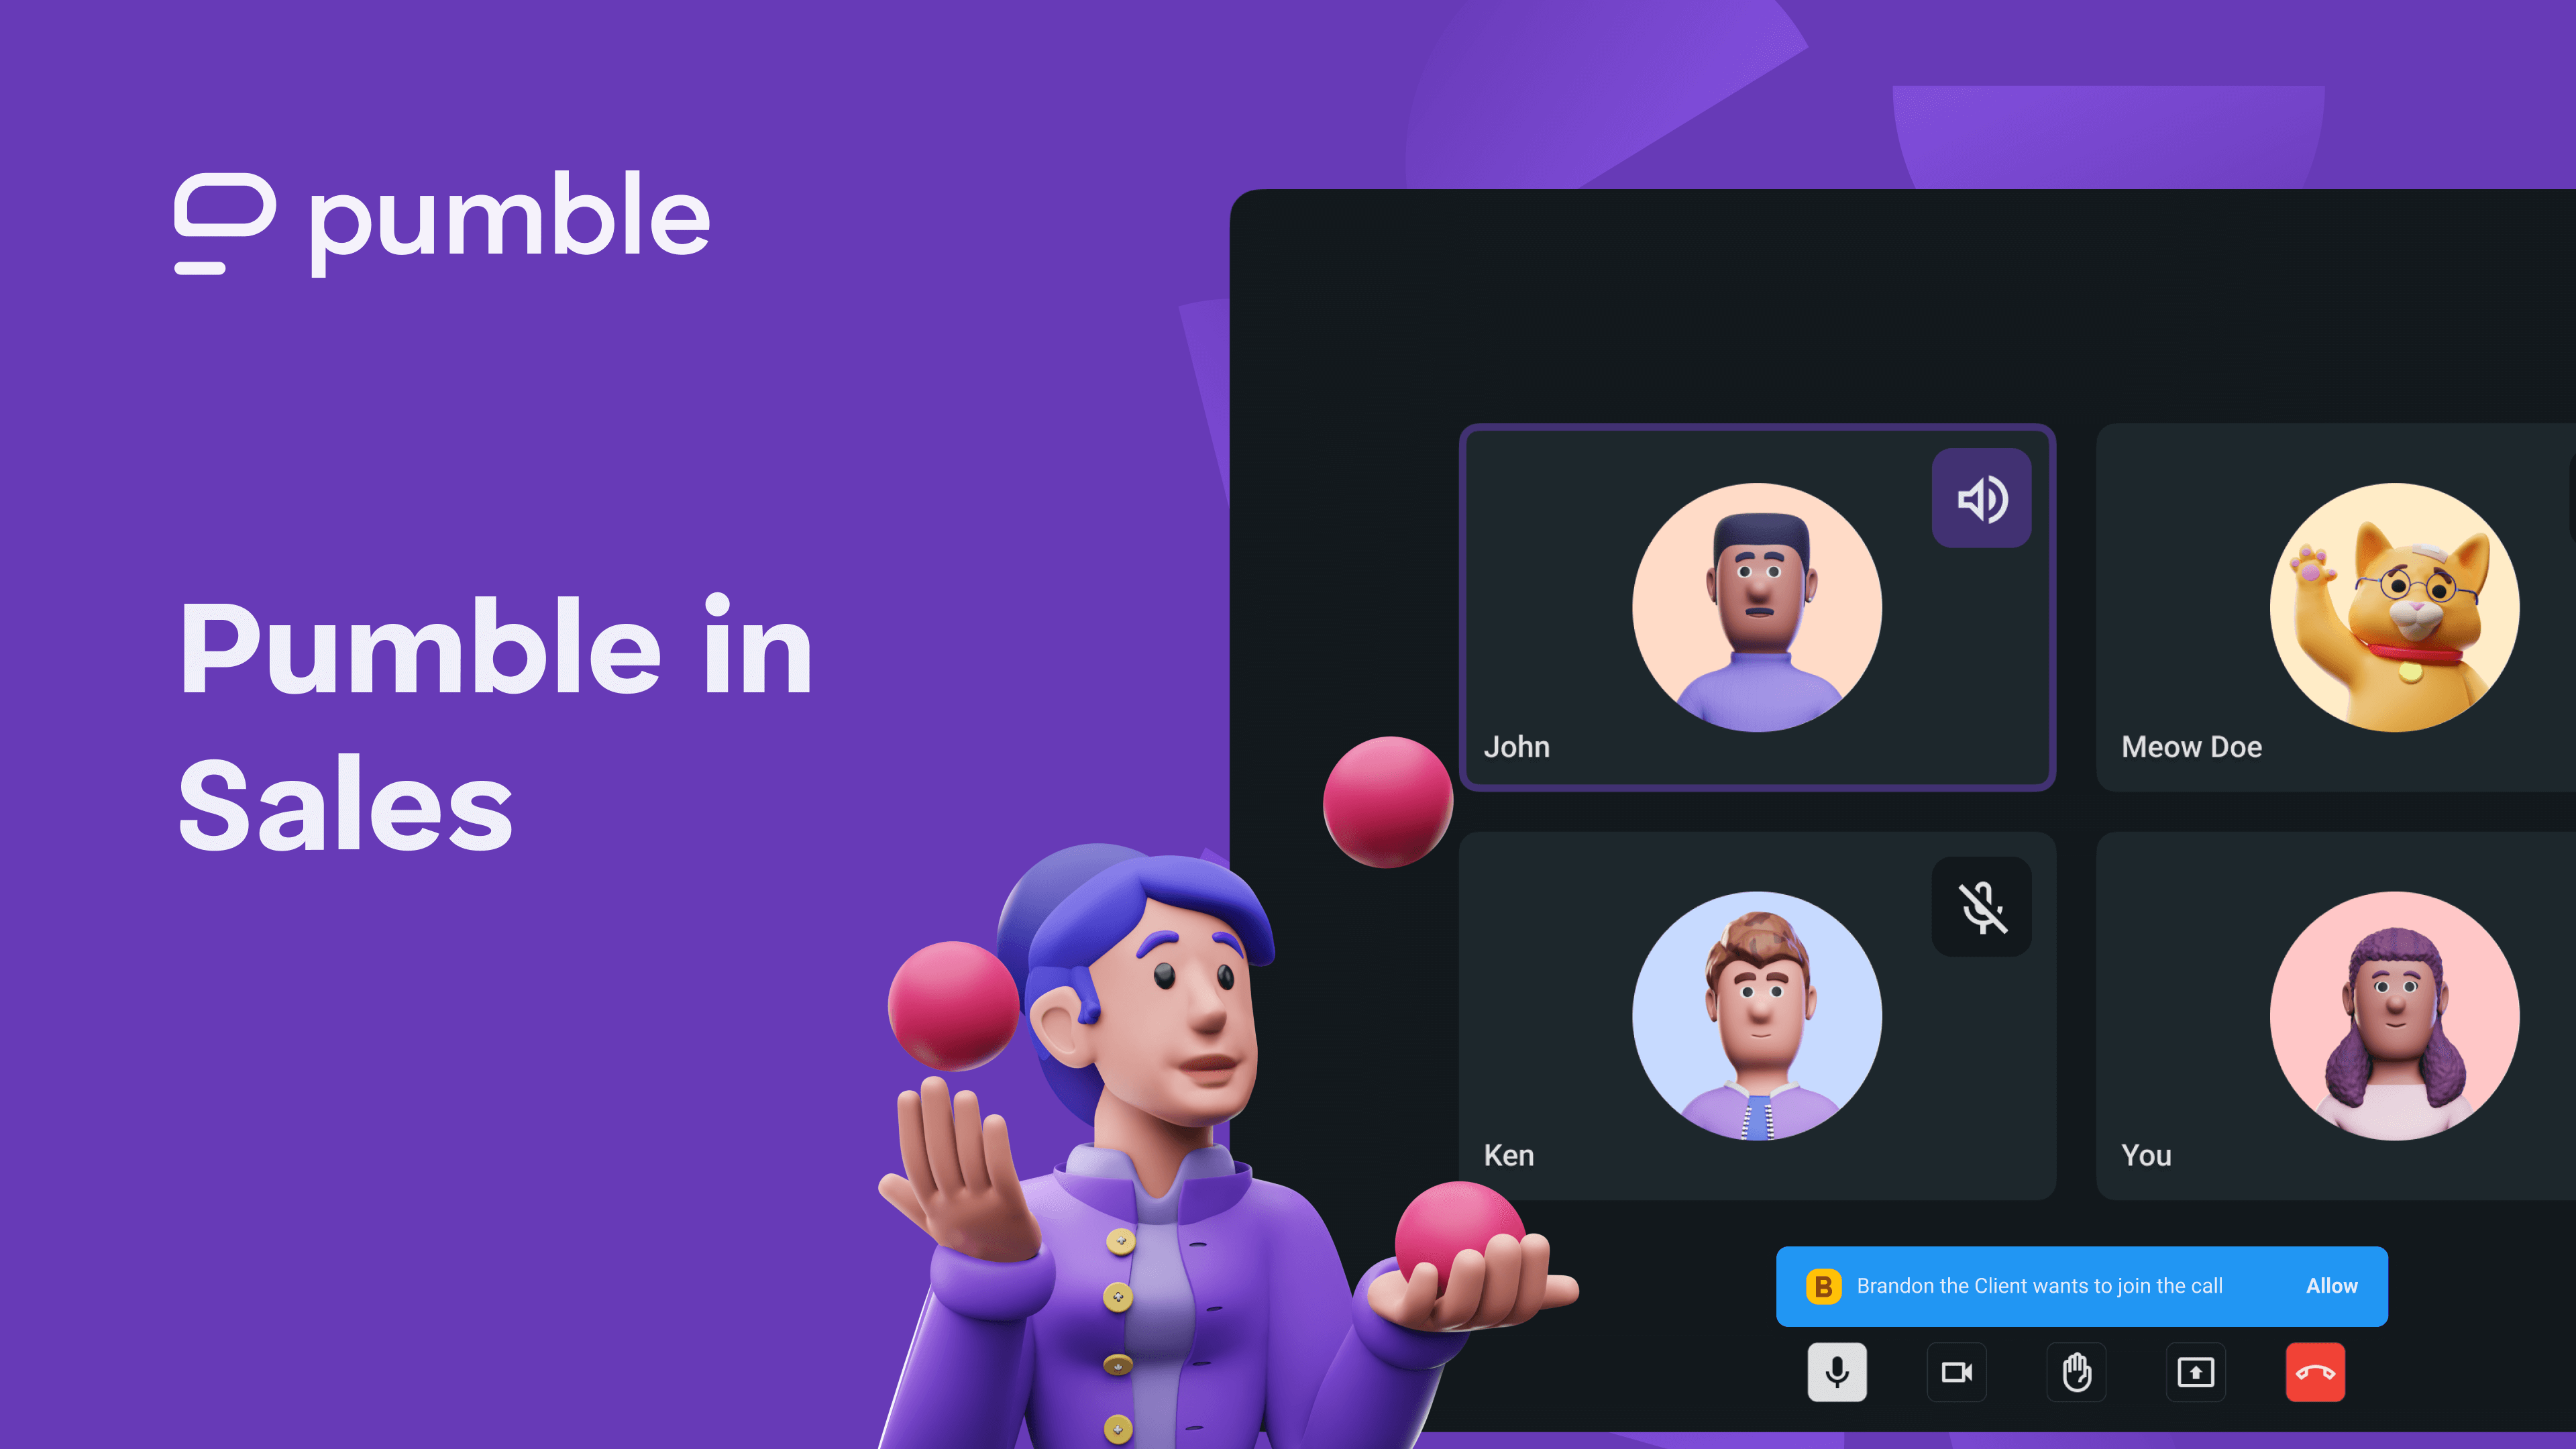 pumble
Pumble in
Sales
John
Meow Doe
Ken
You
B Brandon the Client wants to join the call Allow